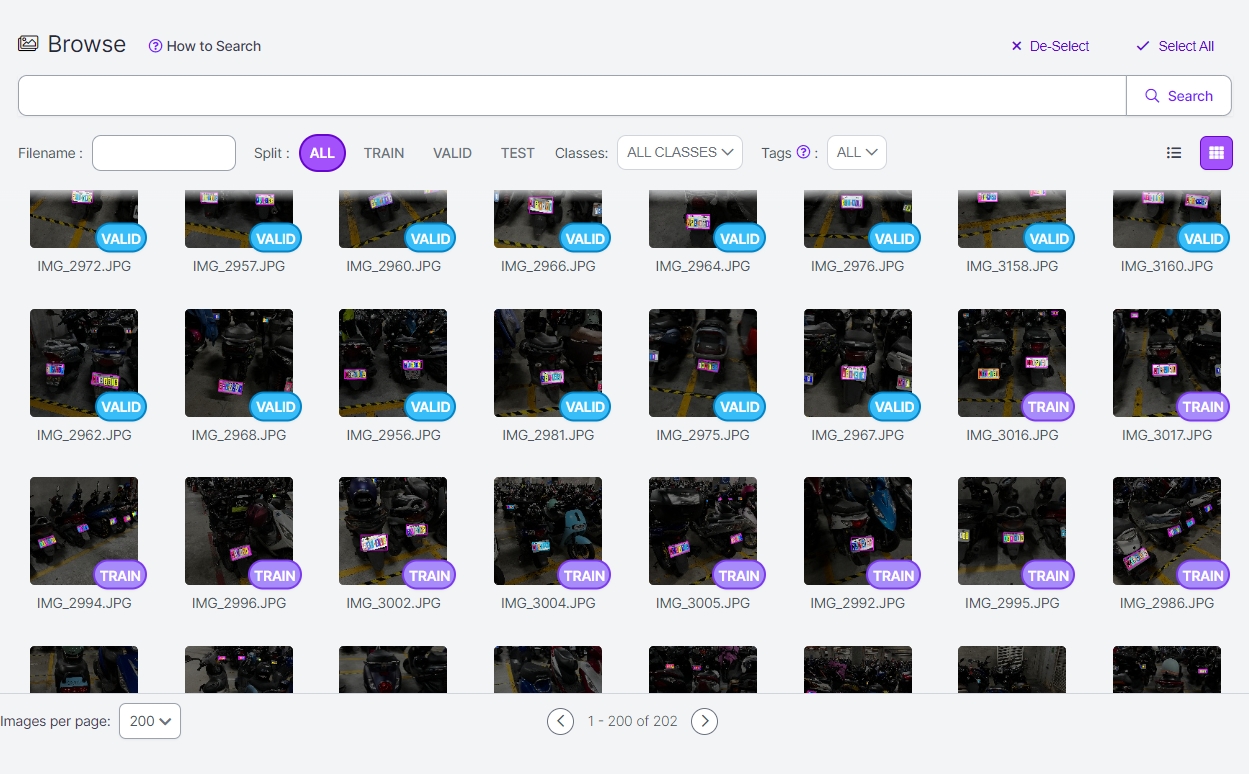 Browse
How to Search
De-Select
Select All
Search
Filename :
Split :
ALL
TRAIN
VALID
TEST
Classes:
ALL CLASSES
Tags ? :
ALL
VALID
VALID
VALID
VALID
VALID
VALID
VALID
VALID
IMG_2972.JPG
IMG_2957.JPG
IMG_2960.JPG
IMG_2966.JPG
IMG_2964.JPG
IMG_2976.JPG
IMG_3158.JPG
IMG_3160.JPG
VALID
VALID
VALID
VALID
VALID
VALID
TRAIN
TRAIN
IMG_2962.JPG
IMG_2968.JPG
IMG_2956.JPG
IMG_2981.JPG
IMG_2975.JPG
IMG_2967.JPG
IMG_3016.JPG
IMG_3017.JPG
TRAIN
TRAIN
TRAIN
TRAIN
TRAIN
TRAIN
TRAIN
TRAIN
IMG_2994.JPG
IMG_2996.JPG
IMG_3002.JPG
IMG_3004.JPG
IMG_3005.JPG
IMG_2992.JPG
IMG_2995.JPG
IMG_2986.JPG
Images per page:
200
1 - 200 of 202